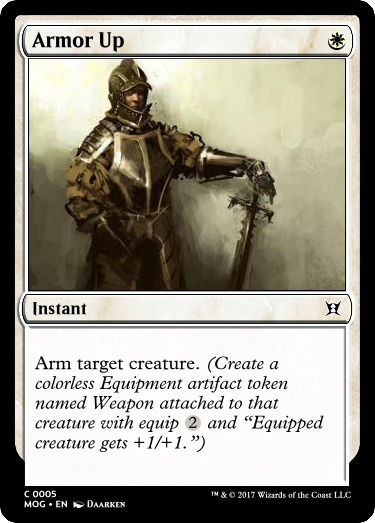 Armor Up
Instant
Arm target creature. (Create a
colorless Equipment artifact token
named Weapon attached to that
creature with equip 2 and “Equipped
creature gets +1/+1.”)
C 0005
MOG • EN Daarken
™ & © 2017 Wizards of the Coast LLC